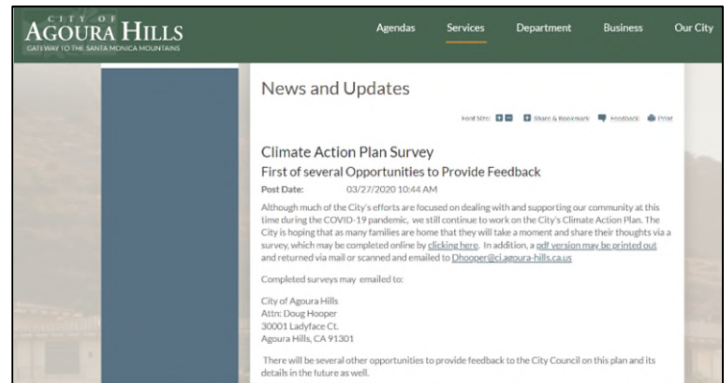 CITY OF
AGOURA HILLS
GATEWAY TO THE SANTA MONICA MOUNTAINS
Agendas Services Department Business Our City
News and Updates
Font Size: + - + Share & Bookmark Feedback Print
Climate Action Plan Survey
First of several Opportunities to Provide Feedback
Post Date: 03/27/2020 10:44 AM
Although much of the City's efforts are focused on dealing with and supporting our community at this
time during the COVID-19 pandemic, we still continue to work on the City's Climate Action Plan. The
City is hoping that as many families are home that they will take a moment and share their thoughts via a
survey, which may be completed online by clicking here. In addition, a pdf version may be printed out
and returned via mail or scanned and emailed to Dhooper@ci.agoura-hills.ca.us
Completed surveys may emailed to:
City of Agoura Hills
Attn: Doug Hooper
30001 Ladyface Ct.
Agoura Hills, CA 91301
There will be several other opportunities to provide feedback to the City Council on this plan and its
details in the future as well.